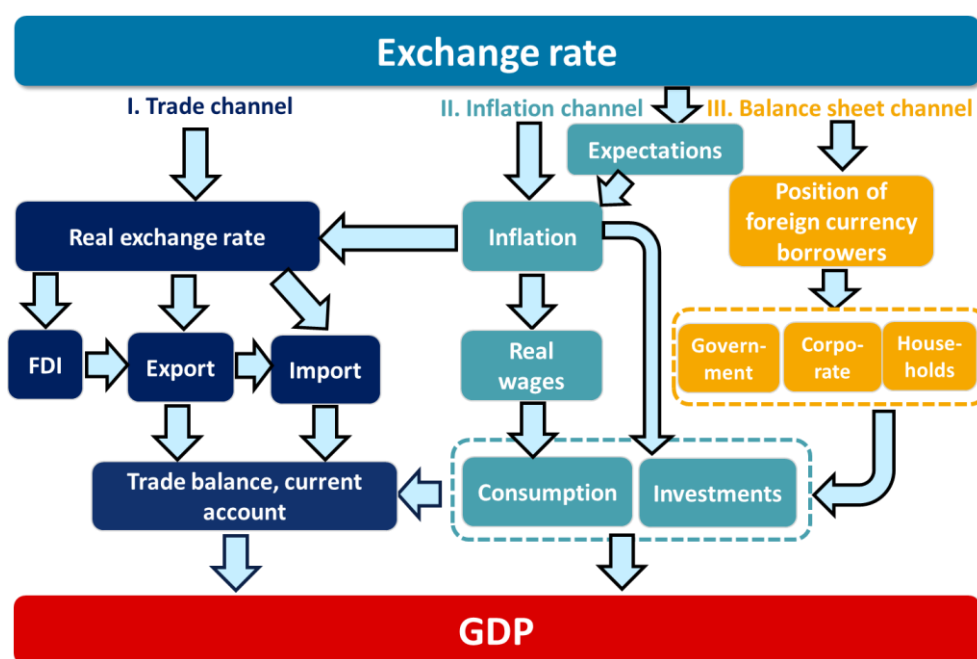 Exchange rate
I. Trade channel
II. Inflation channel
III. Balance sheet channel
Expectations
Position of
foreign currency
borrowers
Real exchange rate
Inflation
Govern-
ment
Corpo-
rate
House-
holds
FDI
Export
Import
Real
wages
Trade balance, current
account
Consumption
Investments
GDP